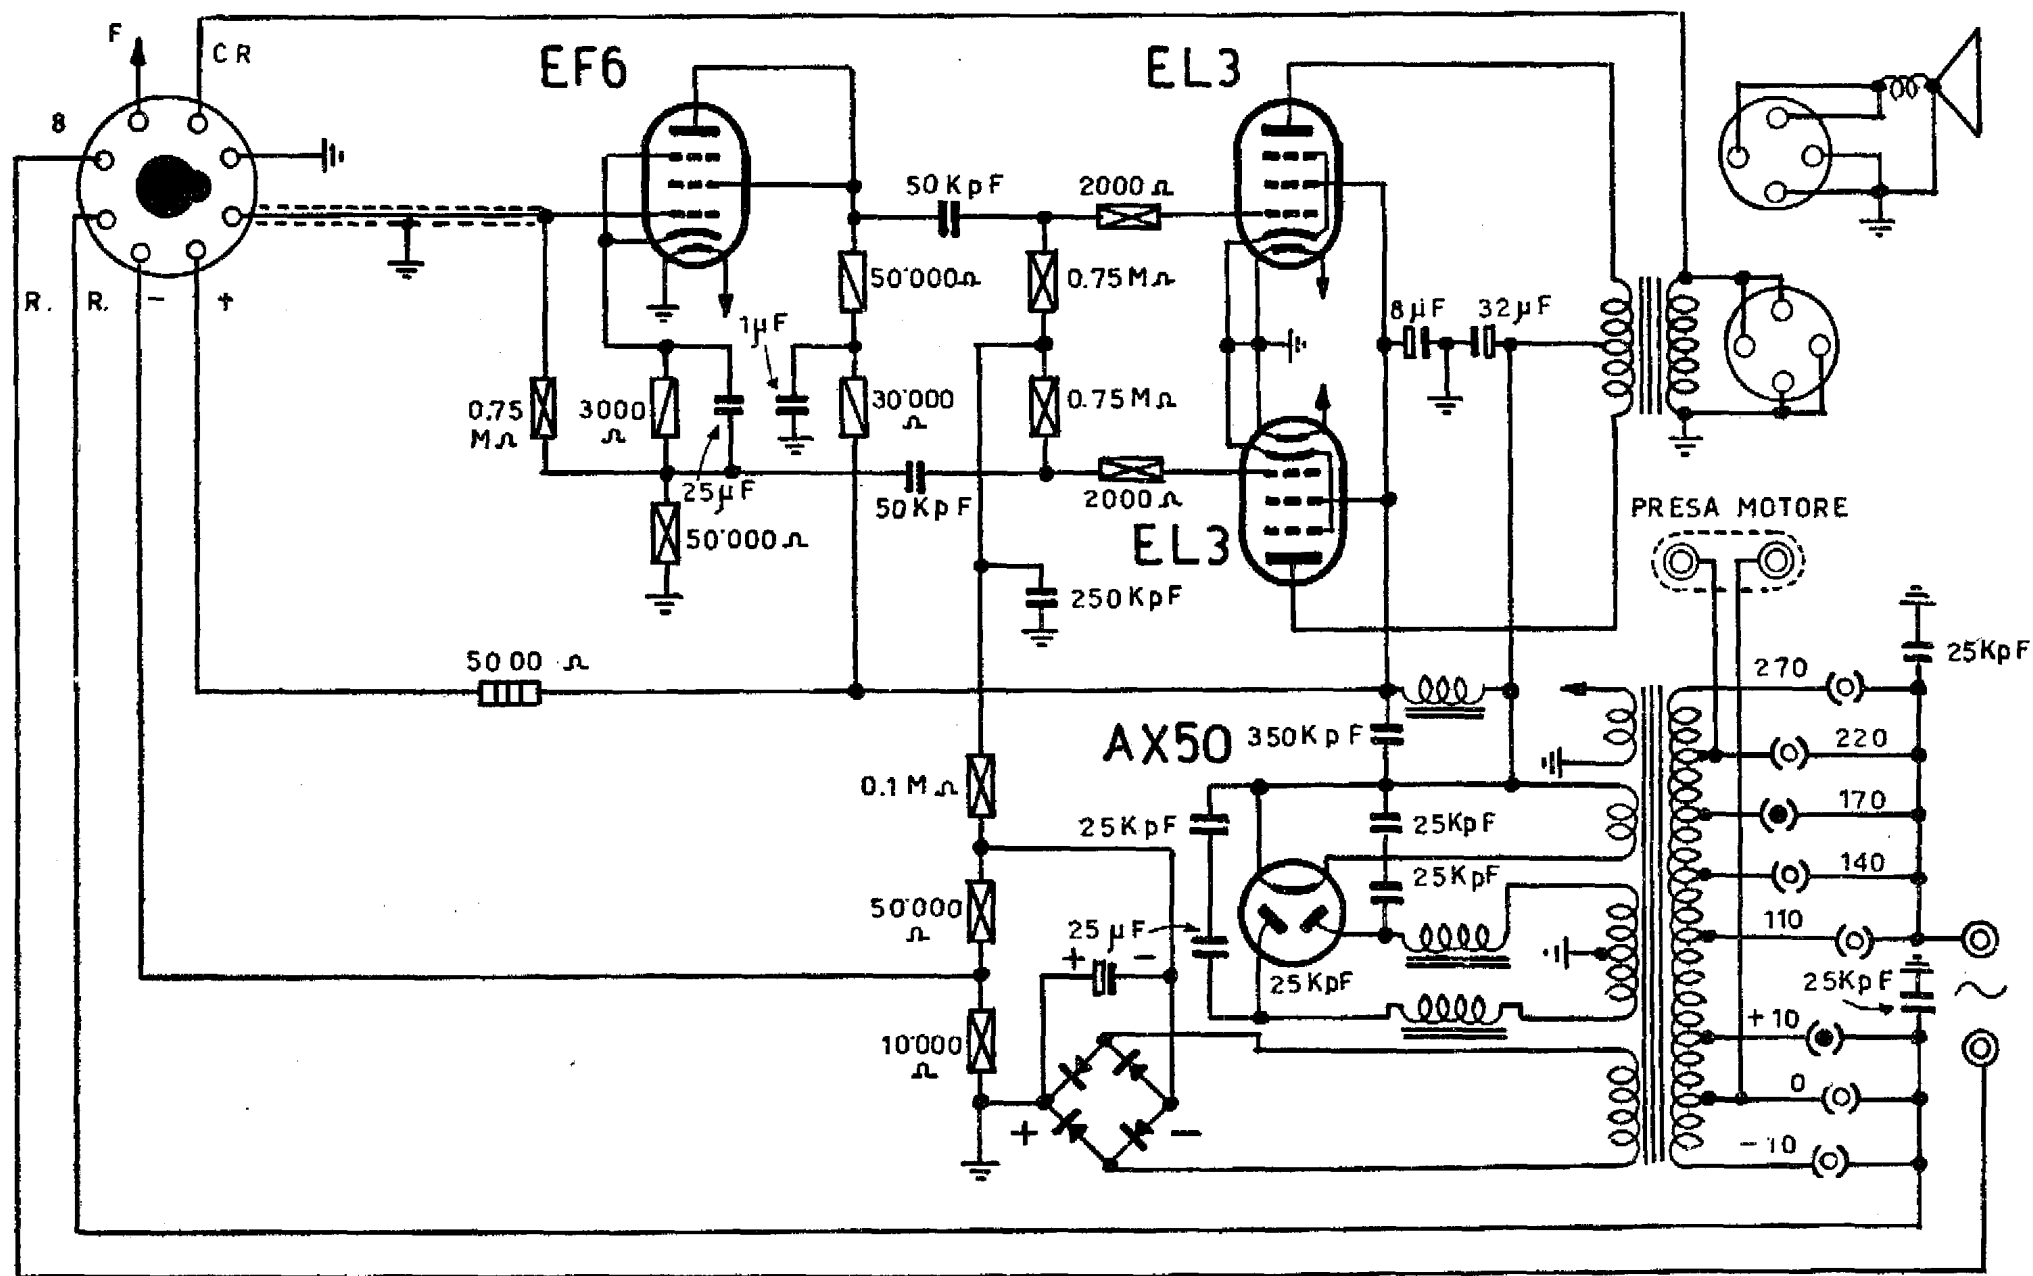 F
CR
8
R.
R.
-
+
EF6
EL3
50KpF
2000Ω
50'000Ω
0.75MΩ
1µF
8µF
32µF
0.75
MΩ
3000
Ω
30'000
Ω
0.75MΩ
25µF
50KpF
2000Ω
50'000Ω
EL3
PRESA MOTORE
250KpF
25KpF
5000 Ω
270
AX50
350KpF
220
0.1MΩ
170
25KpF
25KpF
140
25KpF
50'000
Ω
25µF
+
-
110
25KpF
25KpF
~
+10
10'000
Ω
0
+
-
-10